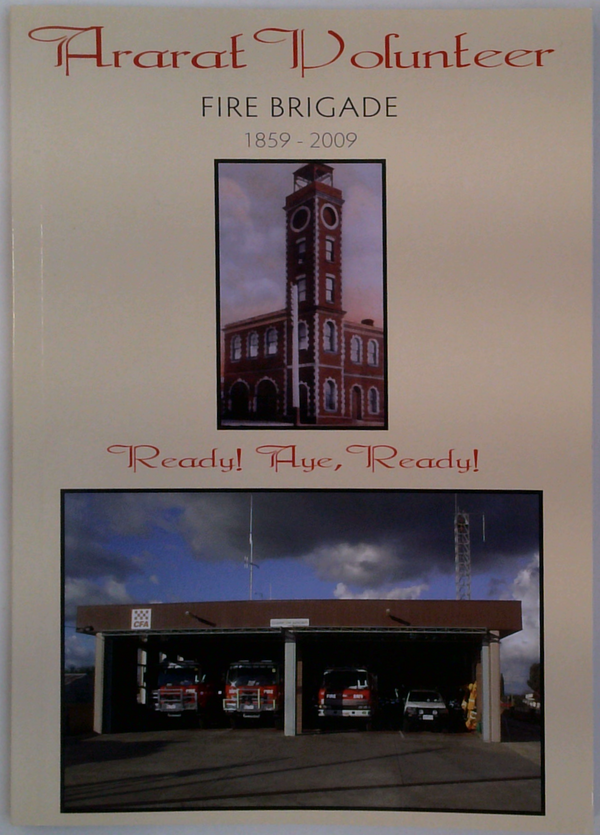 Ararat Volunteer
FIRE BRIGADE
1859 - 2009
Ready! Aye, Ready!
CFA